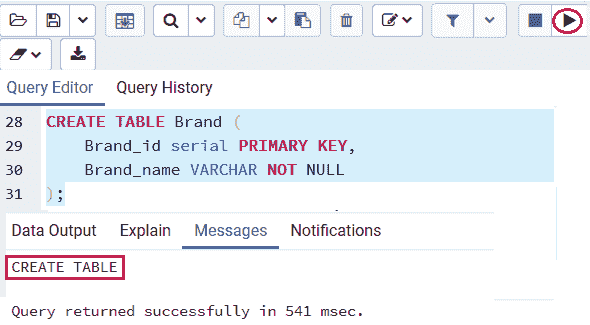 Query Editor Query History
28 CREATE TABLE Brand (
29 Brand_id serial PRIMARY KEY,
30 Brand_name VARCHAR NOT NULL
31 );
Data Output Explain Messages Notifications
CREATE TABLE
Query returned successfully in 541 msec.